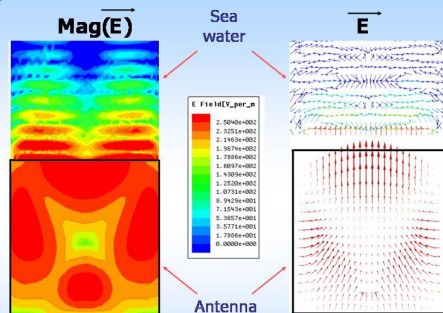 Mag(E)
Sea
water
E
E Field[V_per_m
2.5040e+002
2.3251e+002
2.1463e+002
1.9674e+002
1.7886e+002
1.6097e+002
1.4309e+002
1.2520e+002
1.0731e+002
8.9429e+001
7.1543e+001
5.3657e+001
3.5771e+001
1.7886e+001
0.0000e+000
Antenna